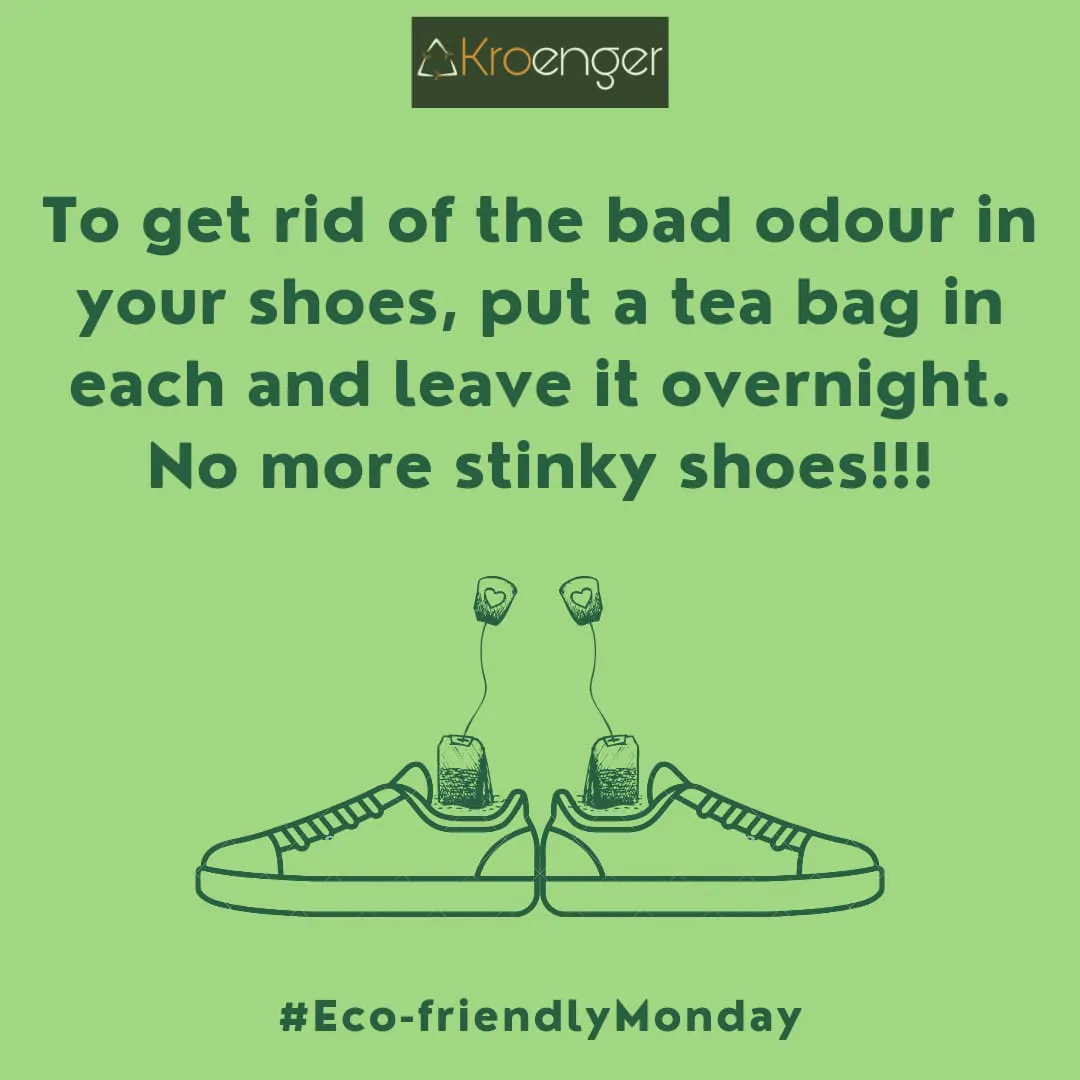 Kroenger
To get rid of the bad odour in
your shoes, put a tea bag in
each and leave it overnight.
No more stinky shoes!!!
#Eco-friendlyMonday